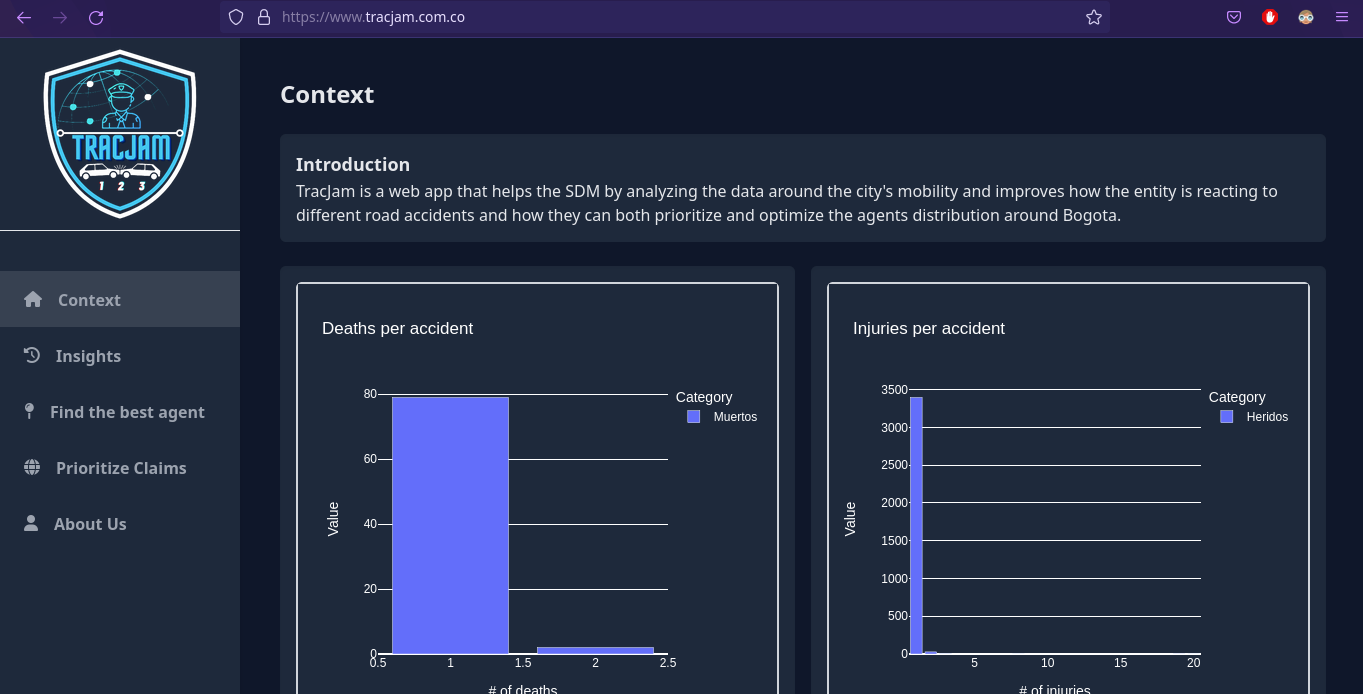 https://www.tracjam.com.co
TRACJAM
1 2 3
Context
Insights
Find the best agent
Prioritize Claims
About Us
Context
Introduction
TracJam is a web app that helps the SDM by analyzing the data around the city's mobility and improves how the entity is reacting to
different road accidents and how they can both prioritize and optimize the agents distribution around Bogota.
Deaths per accident
Category
Muertos
Value
80
60
40
20
0
0.5 1 1.5 2 2.5
# of deaths
Injuries per accident
Category
Heridos
Value
3500
3000
2500
2000
1500
1000
500
0
5 10 15 20
# of injuries